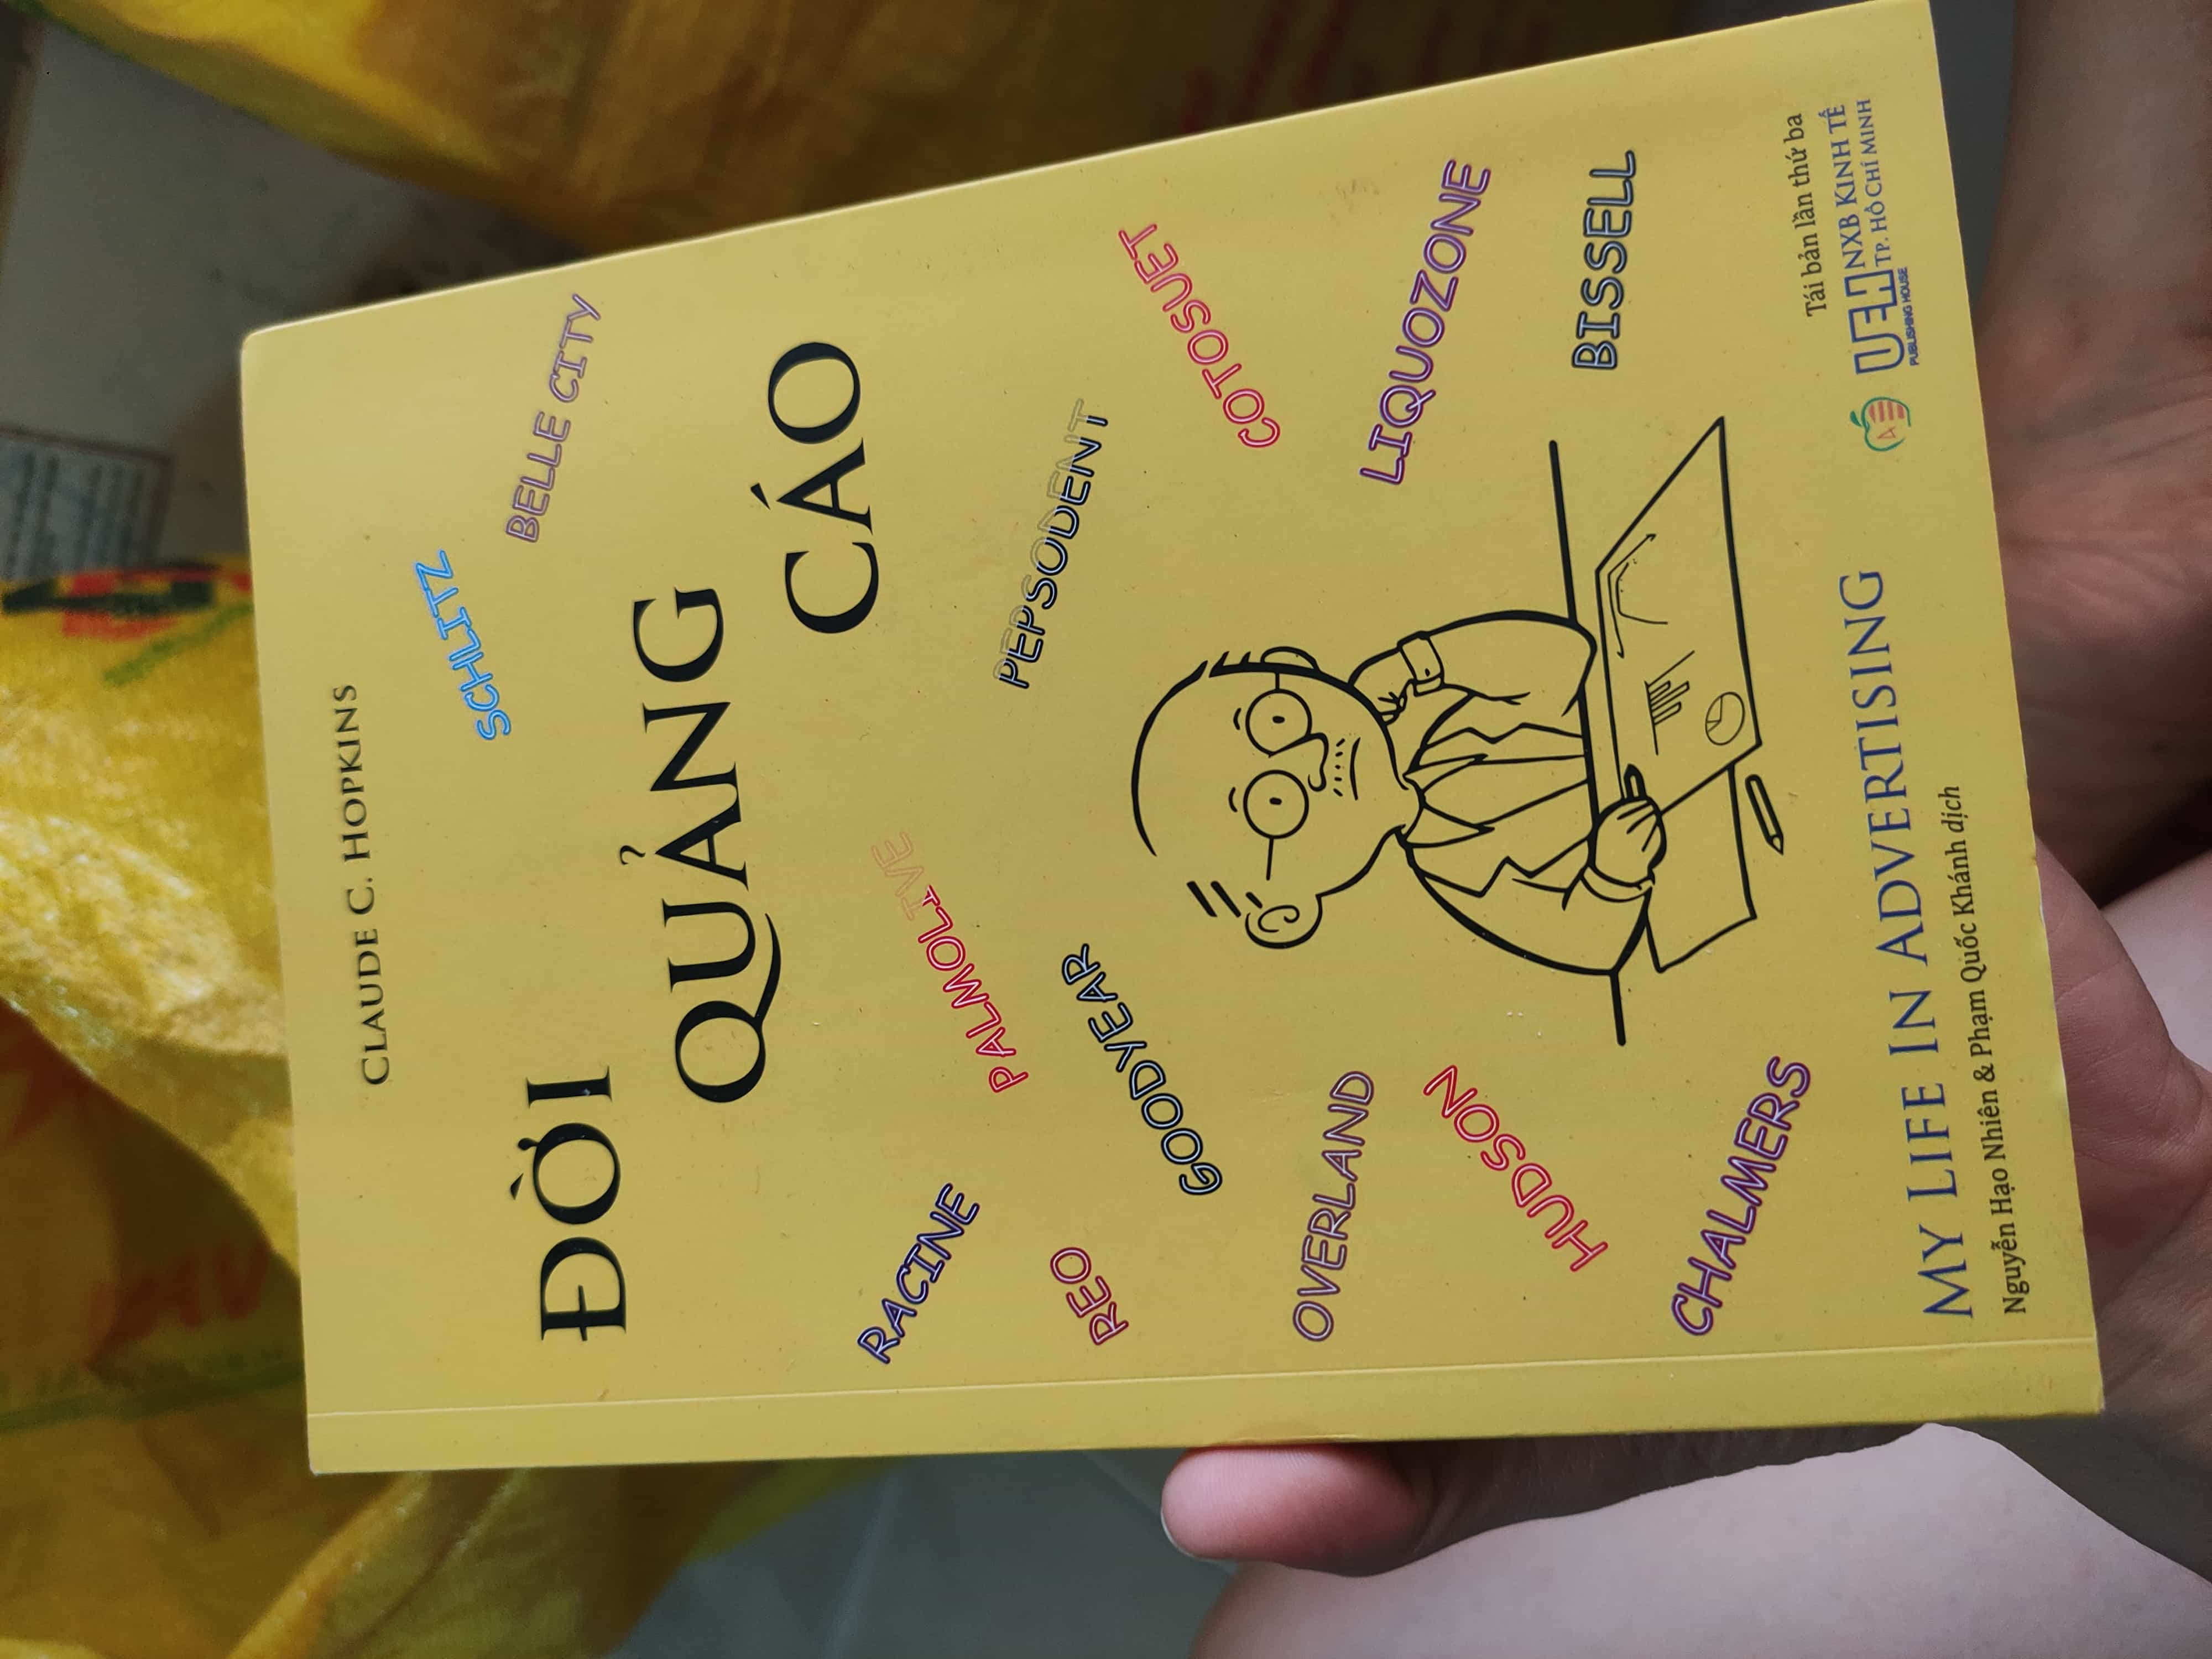 CLAUDE C. HOPKINS
SCHLITZ
BELLE CITY
ĐỜI
QUẢNG
CÁO
RACINE
PALMOLIVE
PEPSODENT
REO
GOODYEAR
COTOSUET
OVERLAND
LIQUOZONE
HUDSON
BISSELL
CHALMERS
Tái bản lần thứ ba
UEH NXB KINH TẾ
TP. HỒ CHÍ MINH
PUBLISHING HOUSE
MY LIFE IN ADVERTISING
Nguyễn Hạo Nhiên & Phạm Quốc Khánh dịch